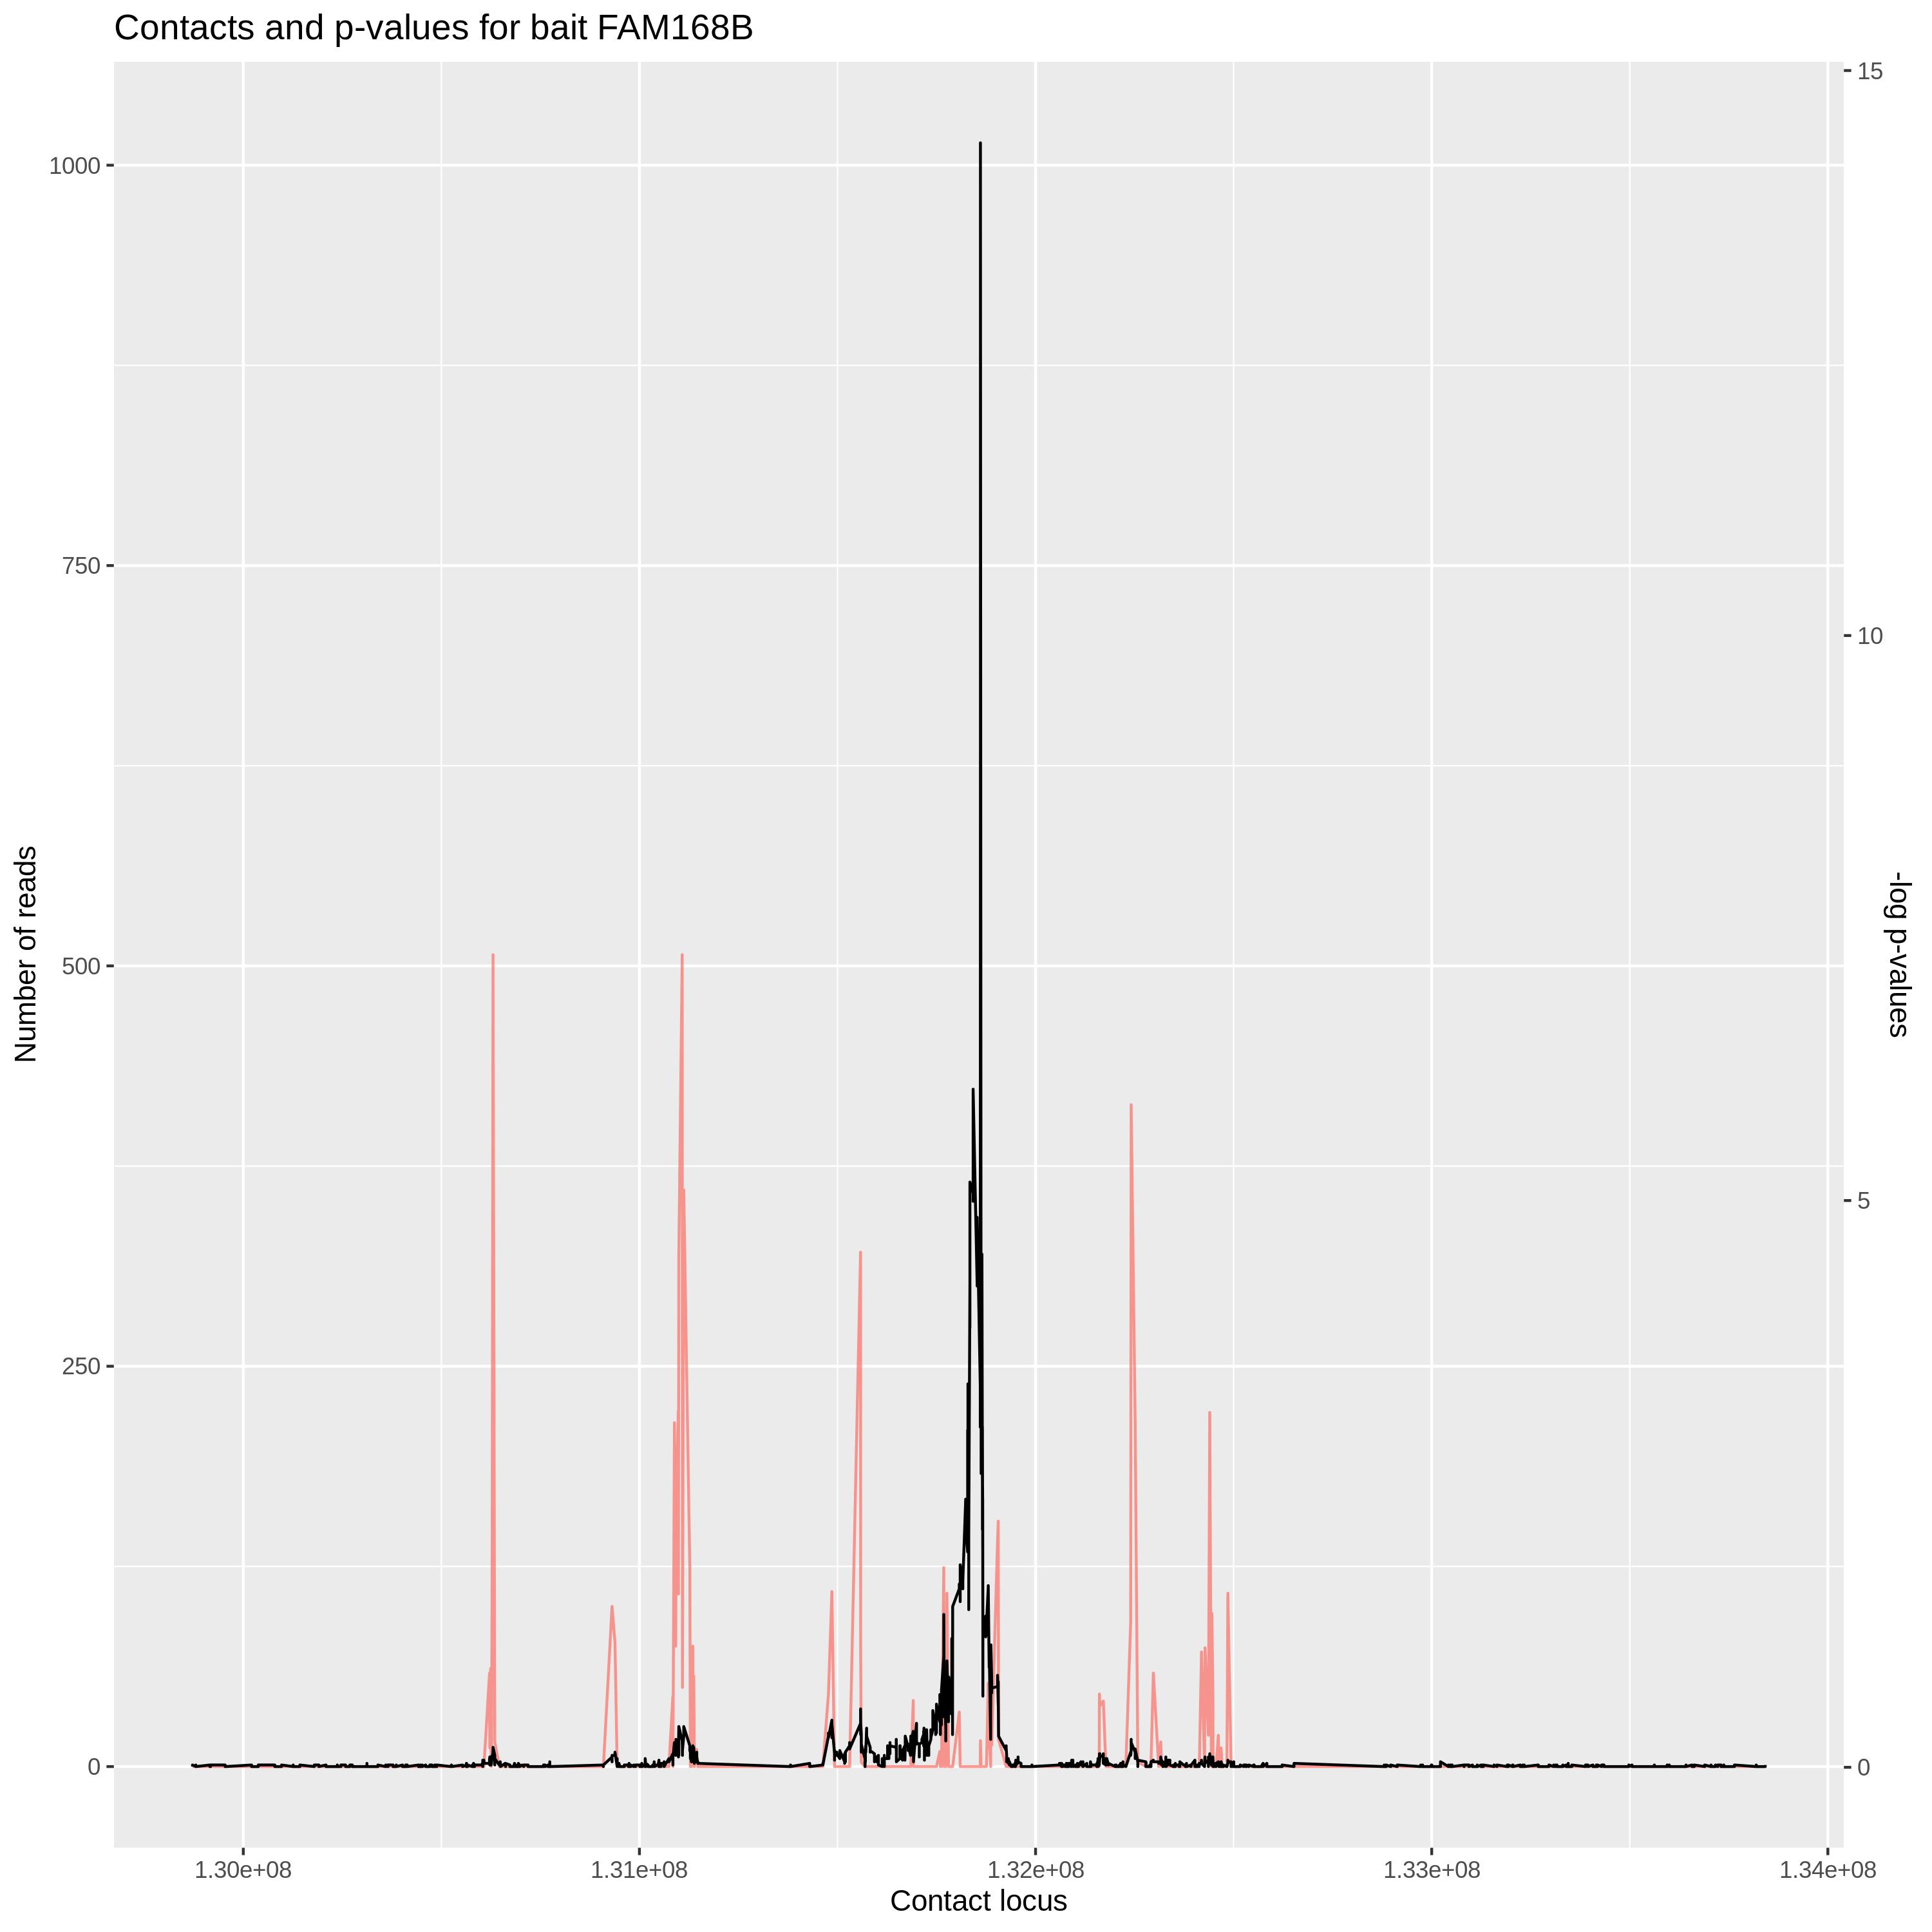 Contacts and p-values for bait FAM168B
1000
750
500
250
0
Number of reads
15
10
5
0
-log p-values
1.30e+08
1.31e+08
1.32e+08
1.33e+08
1.34e+08
Contact locus